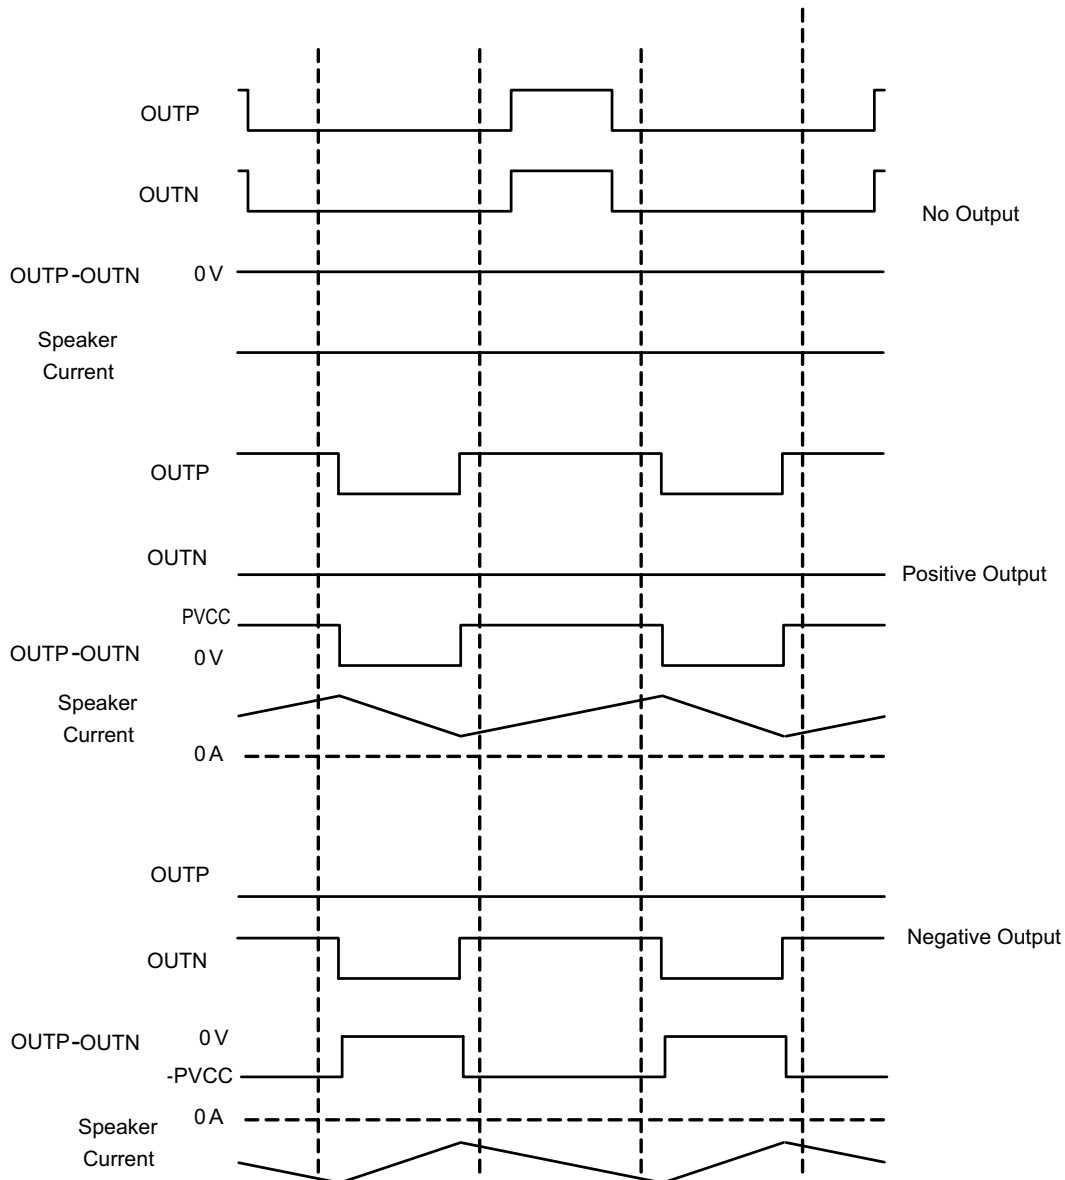 OUTP
OUTN
No Output
OUTP-OUTN 0 V
Speaker
Current
OUTP
OUTN
Positive Output
PVCC
OUTP-OUTN 0 V
Speaker
Current
0 A
OUTP
Negative Output
OUTN
OUTP-OUTN 0 V
-PVCC
0 A
Speaker
Current